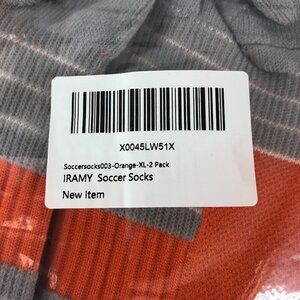 X0045LW51X
Soccersocks003-Orange-XL-2 Pack
IRAMY Soccer Socks
New Item